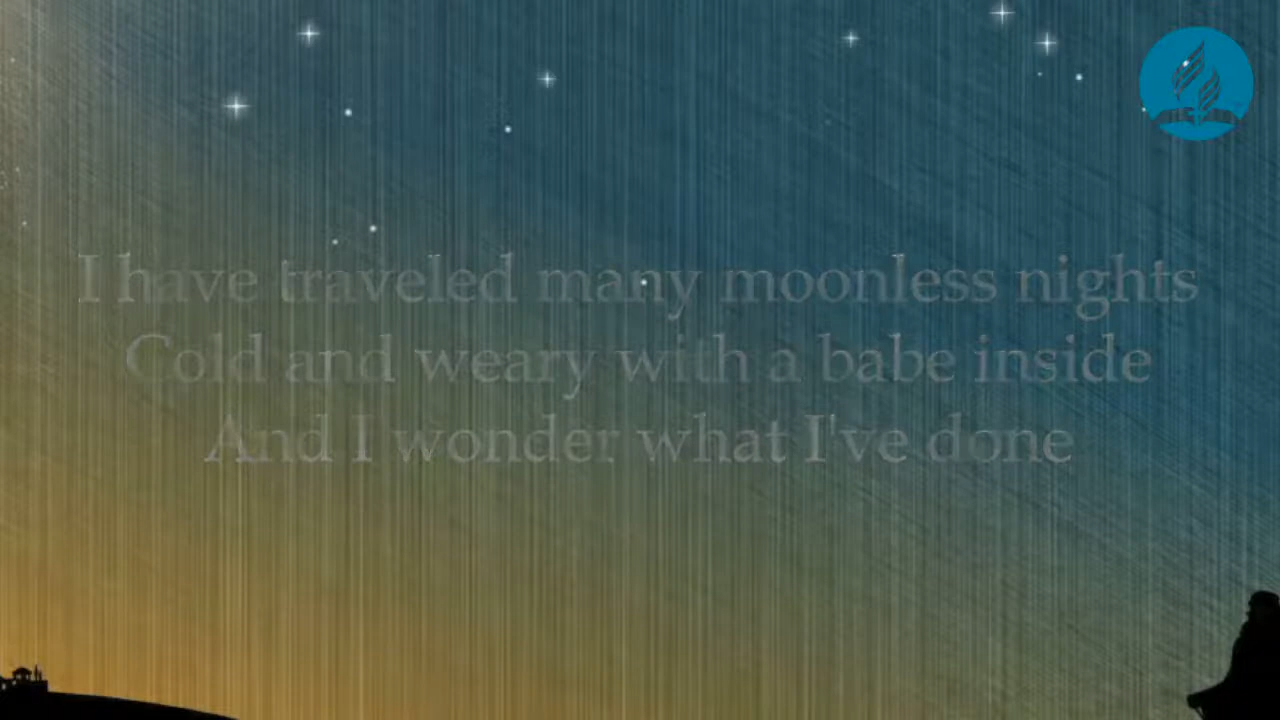 I have traveled many moonless nights
Cold and weary with a babe inside
And I wonder what I've done